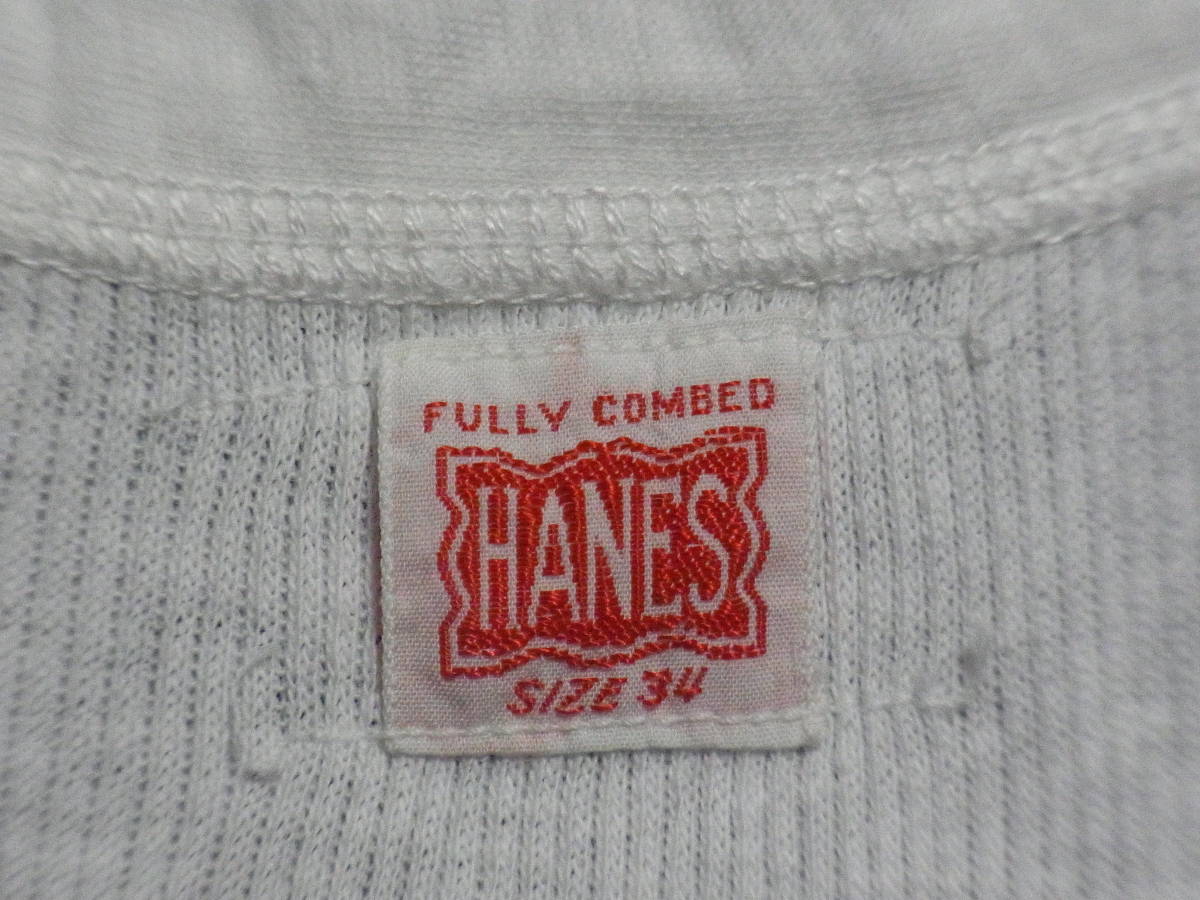 FULLY COMBED
HANES
SIZE 34